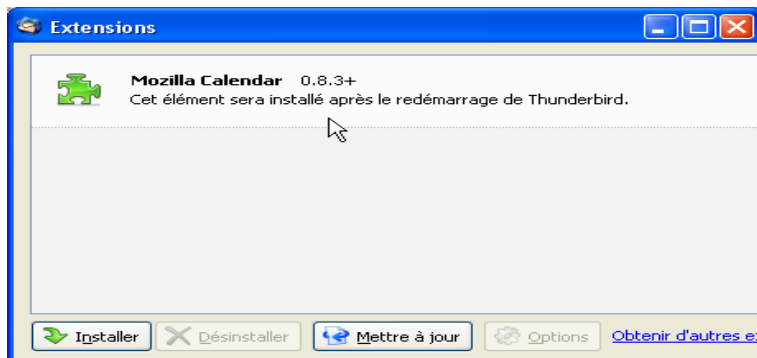 Extensions
Mozilla Calendar 0.8.3+
Cet élément sera installé après le redémarrage de Thunderbird.
Installer Désinstaller Mettre à jour Options Obtenir d'autres e